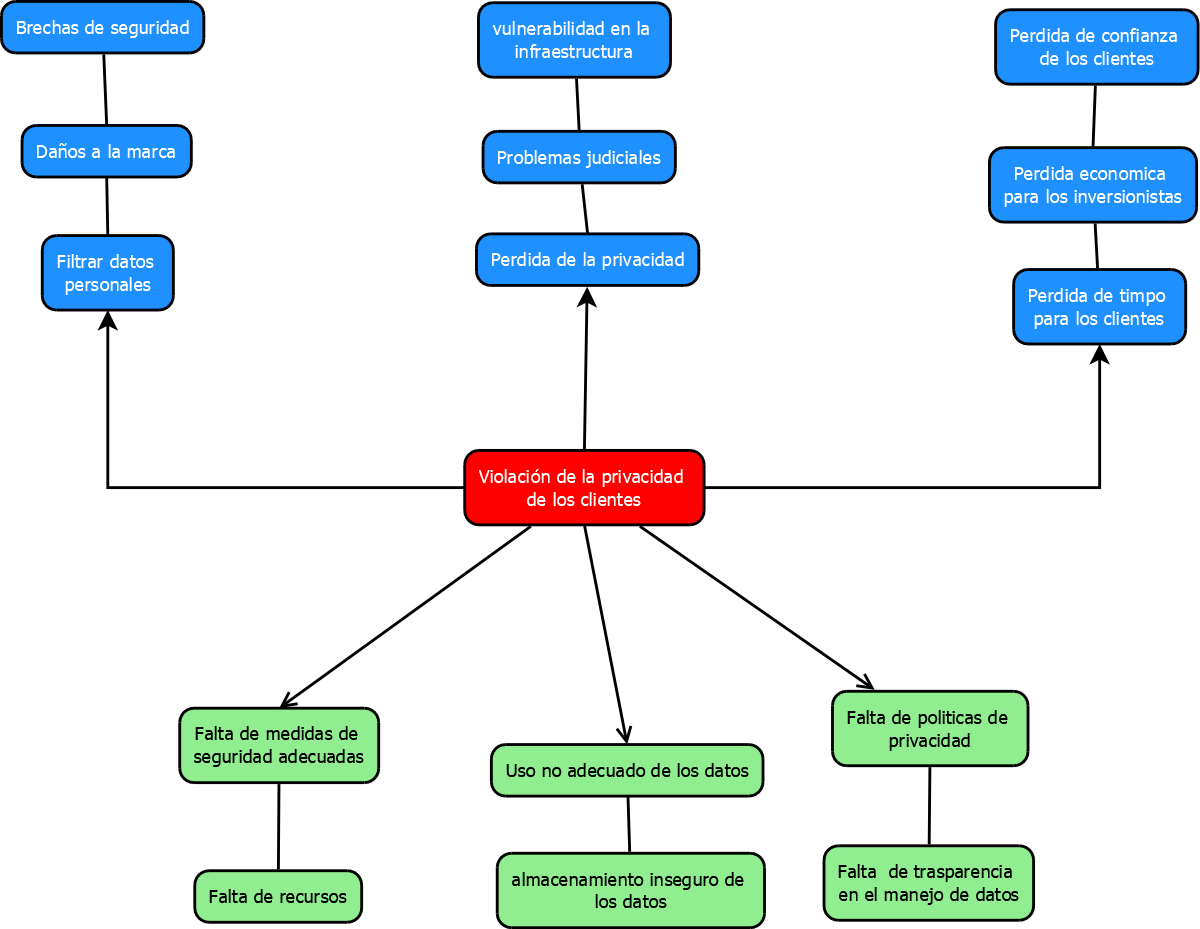 Brechas de seguridad
vulnerabilidad en la
infraestructura
Perdida de confianza
de los clientes
Daños a la marca
Problemas judiciales
Perdida economica
para los inversionistas
Filtrar datos
personales
Perdida de la privacidad
Perdida de timpo
para los clientes
Violación de la privacidad
de los clientes
Falta de medidas de
seguridad adecuadas
Uso no adecuado de los datos
Falta de politicas de
privacidad
Falta de recursos
almacenamiento inseguro de
los datos
Falta  de trasparencia
en el manejo de datos